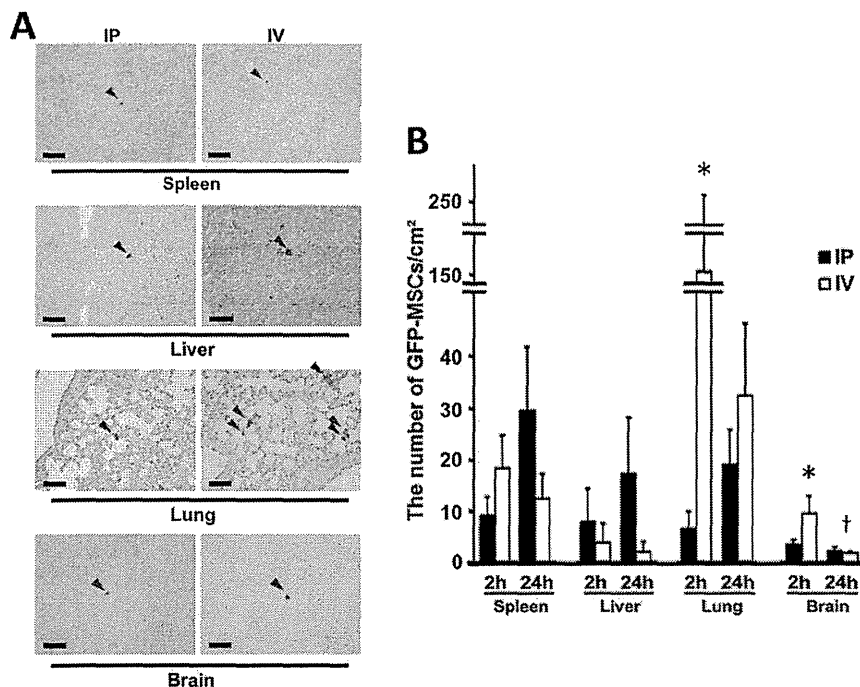 A
IP IV
Spleen
Liver
Lung
Brain
B
The number of GFP-MSCs/cm²
250
150
40
30
20
10
0
*
*
†
IP
IV
2h 24h 2h 24h 2h 24h 2h 24h
Spleen Liver Lung Brain